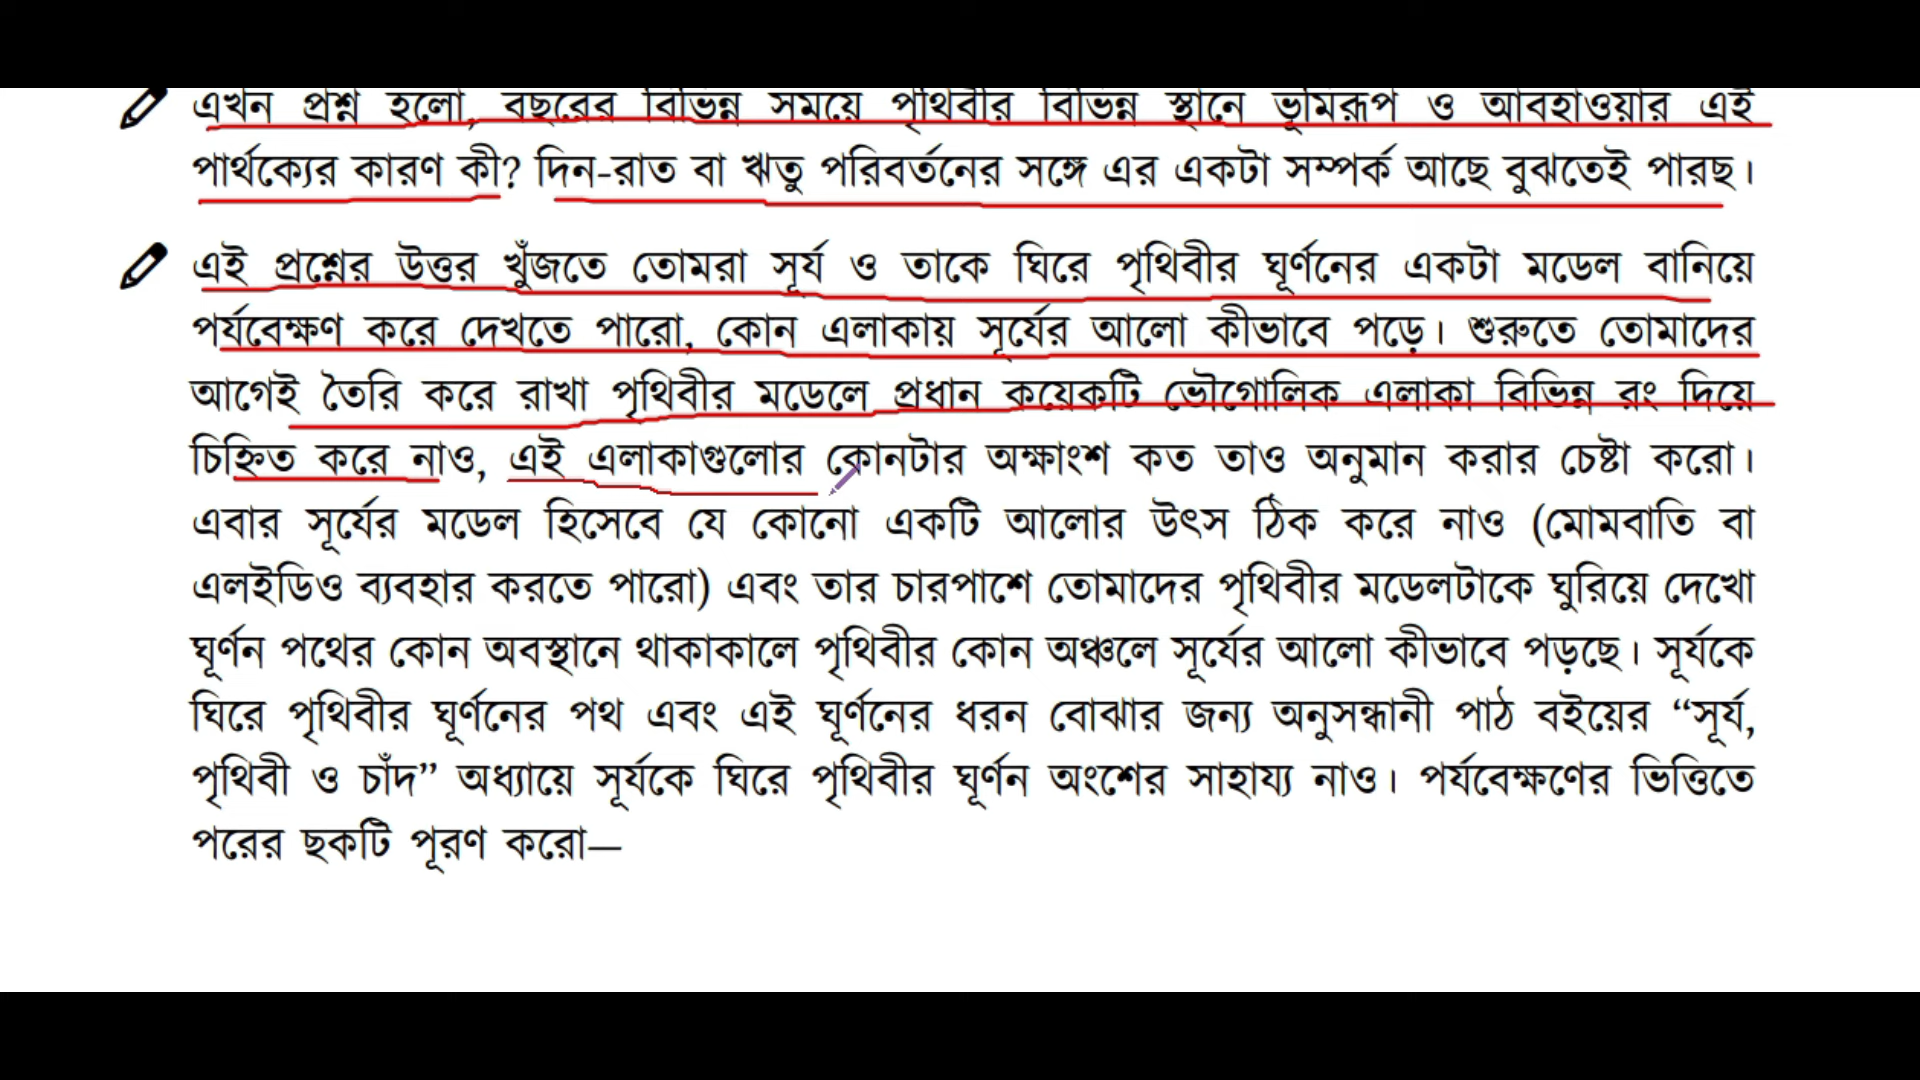 এখন প্রশ্ন হলো, বছরের বিভিন্ন সময়ে পৃথিবীর বিভিন্ন স্থানে ভূমিরূপ ও আবহাওয়ার এই
পার্থক্যের কারণ কী? দিন-রাত বা ঋতু পরিবর্তনের সঙ্গে এর একটা সম্পর্ক আছে বুঝতেই পারছ।
এই প্রশ্নের উত্তর খুঁজতে তোমরা সূর্য ও তাকে ঘিরে পৃথিবীর ঘূর্ণনের একটা মডেল বানিয়ে
পর্যবেক্ষণ করে দেখতে পারো, কোন এলাকায় সূর্যের আলো কীভাবে পড়ে। শুরুতে তোমাদের
আগেই তৈরি করে রাখা পৃথিবীর মডেলে প্রধান কয়েকটি ভৌগোলিক এলাকা বিভিন্ন রং দিয়ে
চিহ্নিত করে নাও, এই এলাকাগুলোর কোনটার অক্ষাংশ কত তাও অনুমান করার চেষ্টা করো।
এবার সূর্যের মডেল হিসেবে যে কোনো একটি আলোর উৎস ঠিক করে নাও (মোমবাতি বা
এলইডিও ব্যবহার করতে পারো) এবং তার চারপাশে তোমাদের পৃথিবীর মডেলটাকে ঘুরিয়ে দেখো
ঘূর্ণন পথের কোন অবস্থানে থাকাকালে পৃথিবীর কোন অঞ্চলে সূর্যের আলো কীভাবে পড়ছে। সূর্যকে
ঘিরে পৃথিবীর ঘূর্ণনের পথ এবং এই ঘূর্ণনের ধরন বোঝার জন্য অনুসন্ধানী পাঠ বইয়ের “সূর্য,
পৃথিবী ও চাঁদ” অধ্যায়ে সূর্যকে ঘিরে পৃথিবীর ঘূর্ণন অংশের সাহায্য নাও। পর্যবেক্ষণের ভিত্তিতে
পরের ছকটি পূরণ করো—